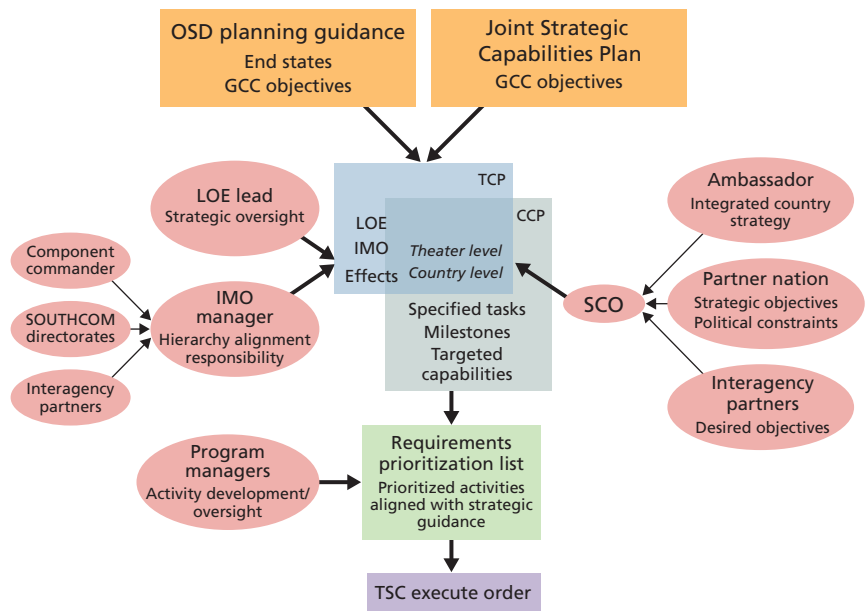 OSD planning guidance
End states
GCC objectives
Joint Strategic
Capabilities Plan
GCC objectives
TCP
CCP
LOE
IMO
Effects
Theater level
Country level
Specified tasks
Milestones
Targeted
capabilities
LOE lead
Strategic oversight
Component
commander
SOUTHCOM
directorates
Interagency
partners
IMO
manager
Hierarchy alignment
responsibility
SCO
Ambassador
Integrated country
strategy
Partner nation
Strategic objectives
Political constraints
Interagency
partners
Desired objectives
Program
managers
Activity development/
oversight
Requirements
prioritization list
Prioritized activities
aligned with strategic
guidance
TSC execute order